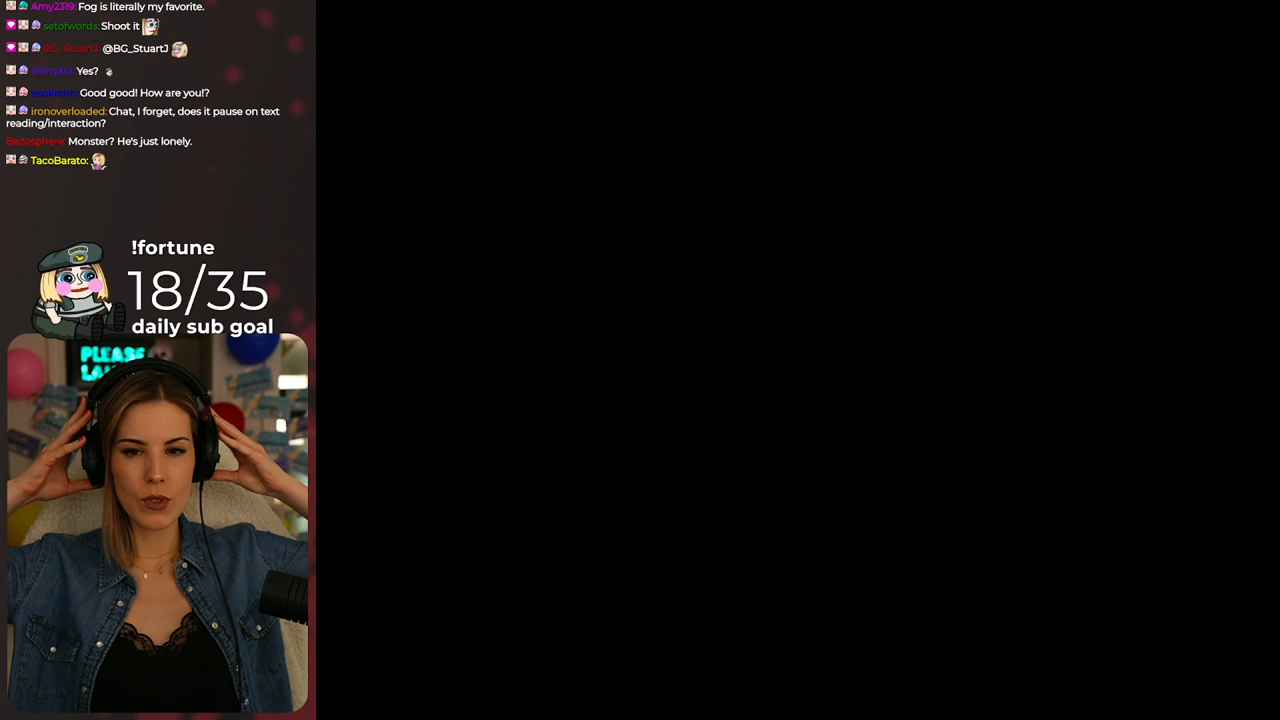 Amy2319: Fog is literally my favorite.
setofwords: Shoot it
BG_StuartJ: @BG_StuartJ
Yes?
Good good! How are you!?
ironoverloaded: Chat, I forget, does it pause on text
reading/interaction?
Bezosphere: Monster? He's just lonely.
TacoBarato:
!fortune
18/35
daily sub goal
PLEASE